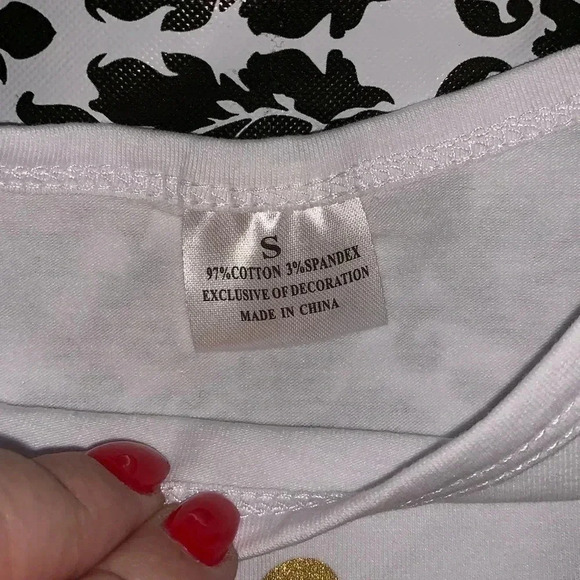 S
97%COTTON 3%SPANDEX
EXCLUSIVE OF DECORATION
MADE IN CHINA